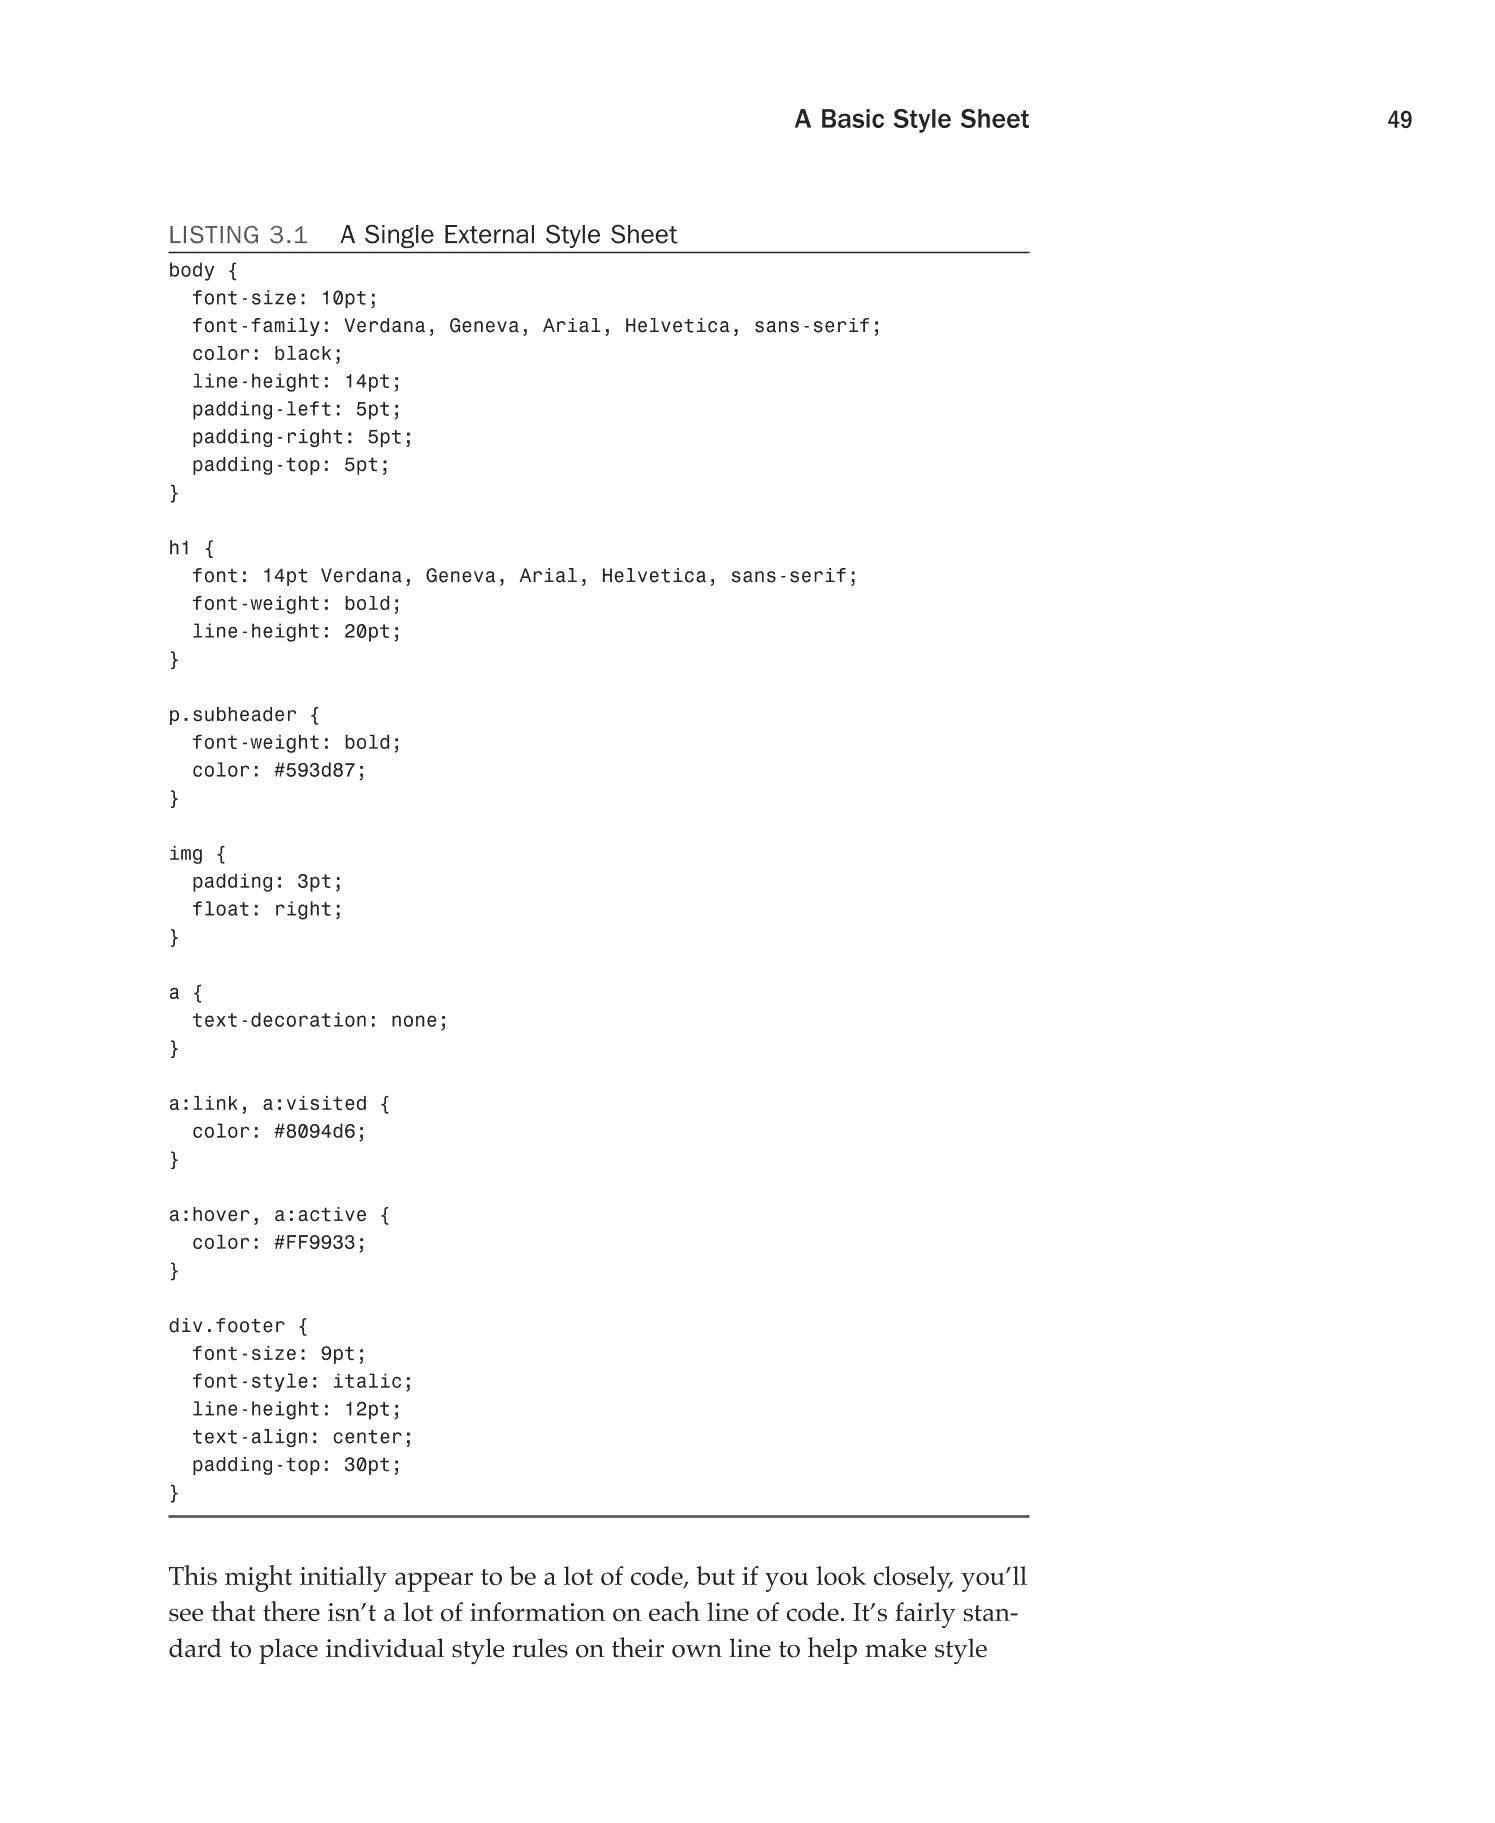 A Basic Style Sheet 49
LISTING 3.1 A Single External Style Sheet
body {
  font-size: 10pt;
  font-family: Verdana, Geneva, Arial, Helvetica, sans-serif;
  color: black;
  line-height: 14pt;
  padding-left: 5pt;
  padding-right: 5pt;
  padding-top: 5pt;
}

h1 {
  font: 14pt Verdana, Geneva, Arial, Helvetica, sans-serif;
  font-weight: bold;
  line-height: 20pt;
}

p.subheader {
  font-weight: bold;
  color: #593d87;
}

img {
  padding: 3pt;
  float: right;
}

a {
  text-decoration: none;
}

a:link, a:visited {
  color: #8094d6;
}

a:hover, a:active {
  color: #FF9933;
}

div.footer {
  font-size: 9pt;
  font-style: italic;
  line-height: 12pt;
  text-align: center;
  padding-top: 30pt;
}

This might initially appear to be a lot of code, but if you look closely, you’ll
see that there isn’t a lot of information on each line of code. It’s fairly stan-
dard to place individual style rules on their own line to help make style